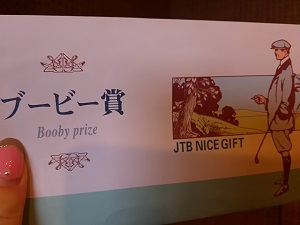 ブービー賞
Booby prize
JTB NICE GIFT